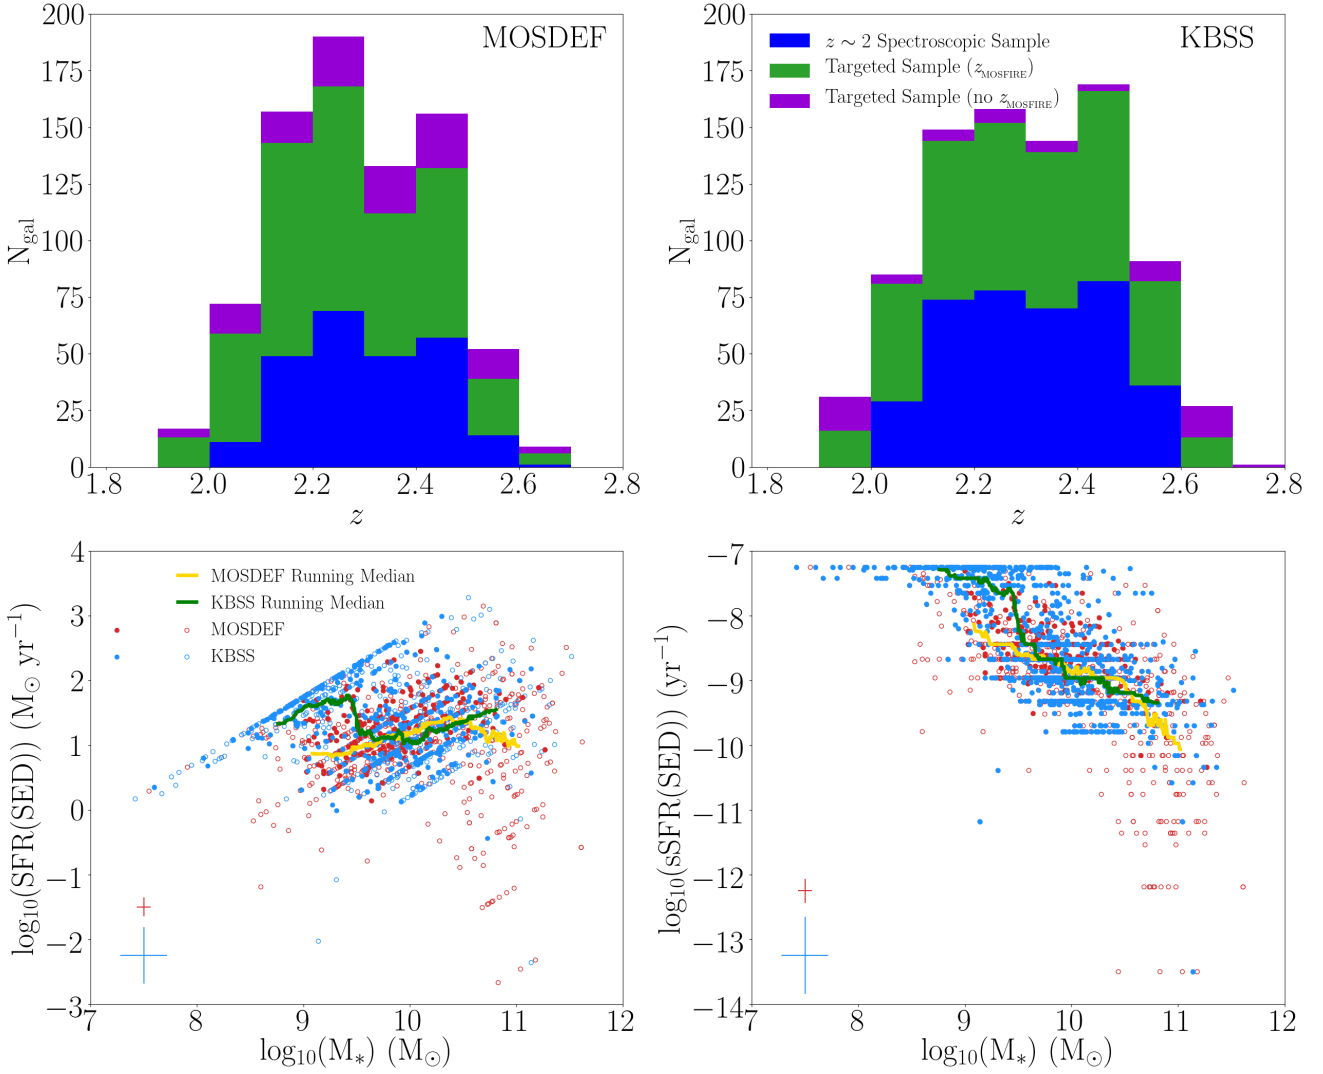 MOSDEF
200
175
150
125
100
75
50
25
0
N_gal
1.8 2.0 2.2 2.4 2.6 2.8
z
KBSS
z ∼ 2 Spectroscopic Sample
Targeted Sample (z_MOSFIRE)
Targeted Sample (no z_MOSFIRE)
200
175
150
125
100
75
50
25
0
N_gal
1.8 2.0 2.2 2.4 2.6 2.8
z
MOSDEF Running Median
KBSS Running Median
MOSDEF
KBSS
4
3
2
1
0
−1
−2
−3
log₁₀(SFR(SED)) (M⊙ yr⁻¹)
7 8 9 10 11 12
log₁₀(M∗) (M⊙)
−7
−8
−9
−10
−11
−12
−13
−14
log₁₀(sSFR(SED)) (yr⁻¹)
7 8 9 10 11 12
log₁₀(M∗) (M⊙)